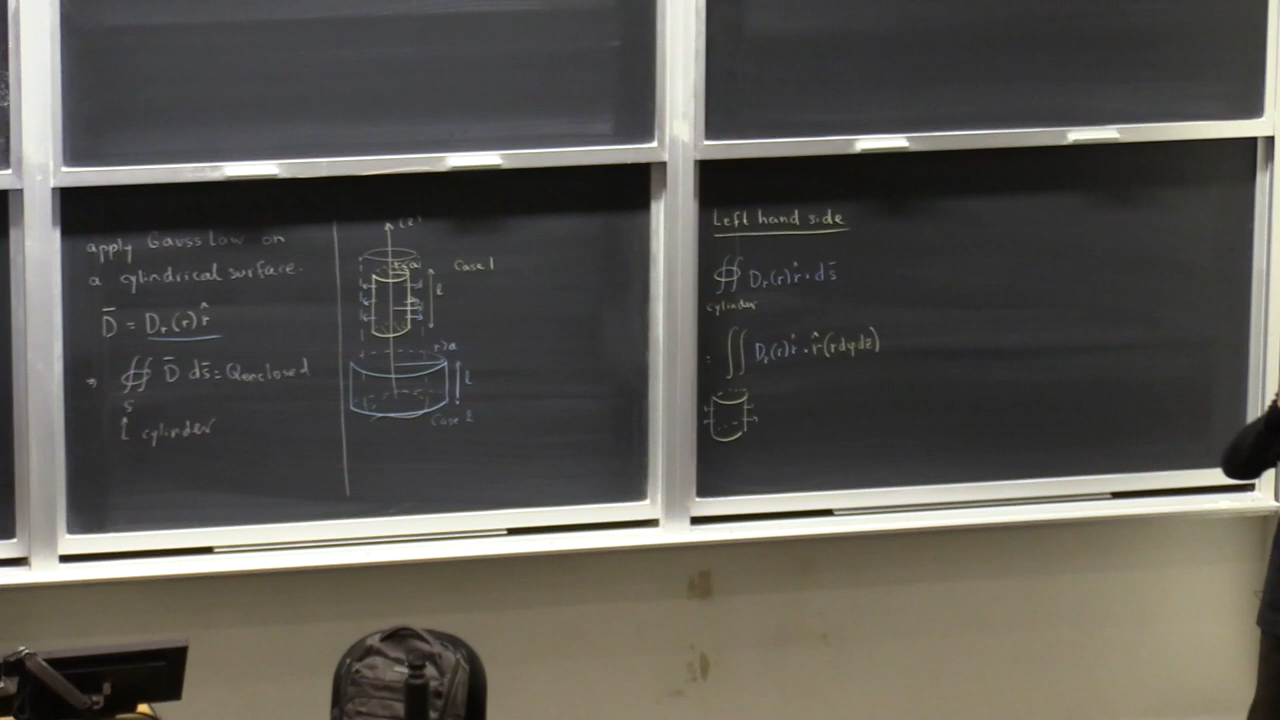 apply Gauss Law on
a cylindrical surface.
D̄ = Dᵣ(r) r̂
⇒ ∯ D̄ ds̄ = Qenclosed
S
cylinder
(z)
Case 1
l
r>a
l
Case 2
Left hand side
∯ Dᵣ(r) r̂ • ds̄
cylinder
= ∬ Dᵣ(r) r̂ • r̂ (rdφdz)